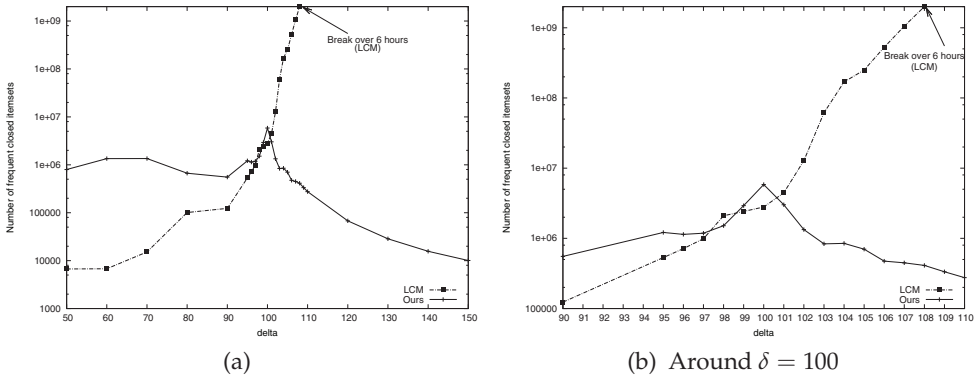 1e+09
1e+08
1e+07
1e+06
100000
10000
1000
Number of frequent closed itemsets
Break over 6 hours
(LCM)
LCM
Ours
50 60 70 80 90 100 110 120 130 140 150
delta
(a)
1e+09
1e+08
1e+07
1e+06
100000
Number of frequent closed itemsets
Break over 6 hours
(LCM)
LCM
Ours
90 91 92 93 94 95 96 97 98 99 100 101 102 103 104 105 106 107 108 109 110
delta
(b) Around δ = 100